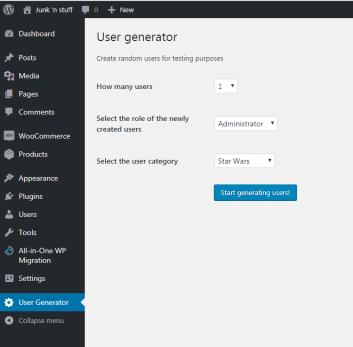 Junk 'n stuff 0 + New
Dashboard
Posts
Media
Pages
Comments
WooCommerce
Products
Appearance
Plugins
Users
Tools
All-in-One WP
Migration
Settings
User Generator
Collapse menu
User generator
Create random users for testing purposes
How many users 1
Select the role of the newly
created users
Administrator
Select the user category Star Wars
Start generating users!